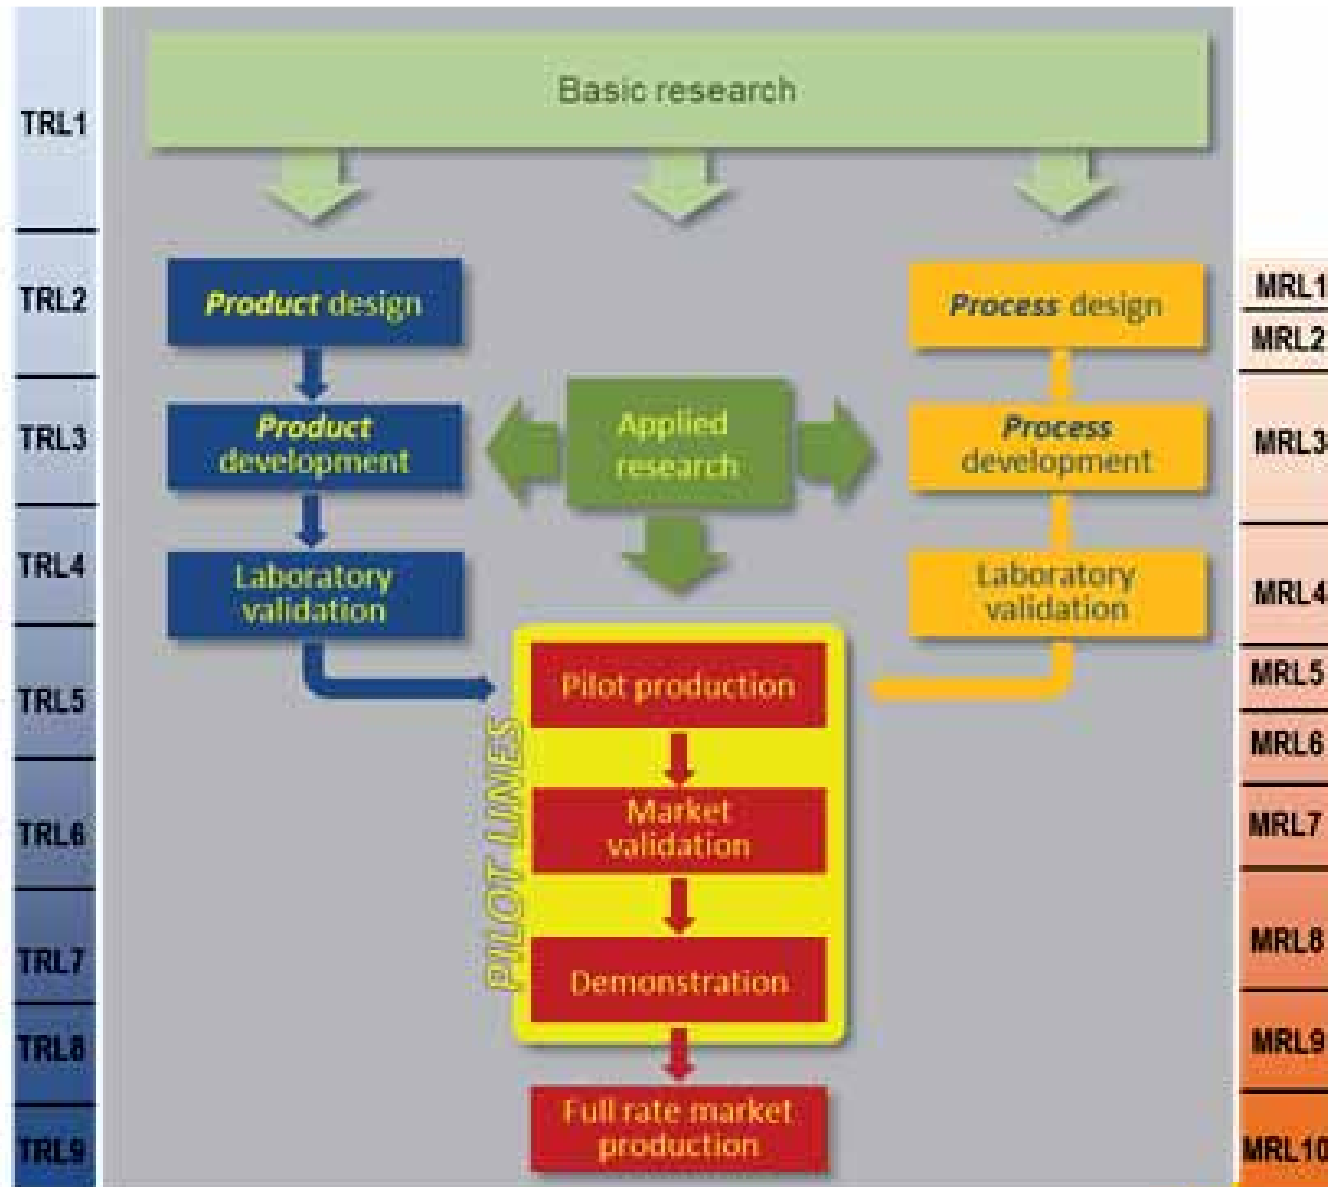 Basic research
TRL1
TRL2
Product design
Process design
MRL1
MRL2
TRL3
Product
development
Applied
research
Process
development
MRL3
TRL4
Laboratory
validation
Laboratory
validation
MRL4
TRL5
Pilot production
MRL5
MRL6
PILOT LINES
TRL6
Market
validation
MRL7
TRL7
Demonstration
MRL8
TRL8
MRL9
TRL9
Full rate market
production
MRL10